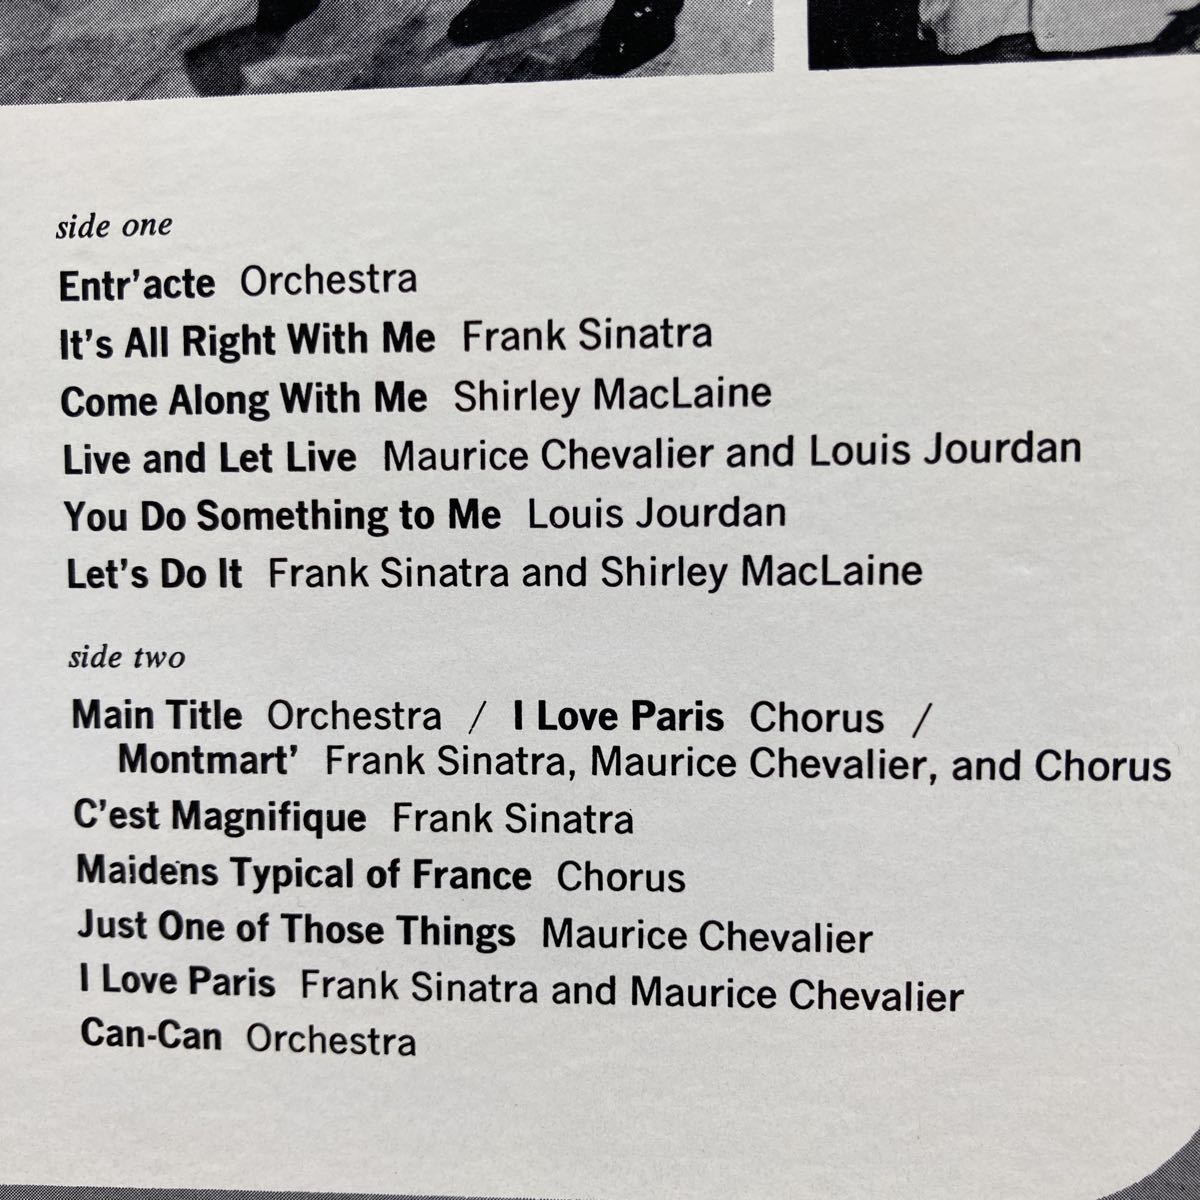 side one
Entr'acte Orchestra
It's All Right With Me Frank Sinatra
Come Along With Me Shirley MacLaine
Live and Let Live Maurice Chevalier and Louis Jourdan
You Do Something to Me Louis Jourdan
Let's Do It Frank Sinatra and Shirley MacLaine
side two
Main Title Orchestra / I Love Paris Chorus /
Montmart' Frank Sinatra, Maurice Chevalier, and Chorus
C'est Magnifique Frank Sinatra
Maidens Typical of France Chorus
Just One of Those Things Maurice Chevalier
I Love Paris Frank Sinatra and Maurice Chevalier
Can-Can Orchestra